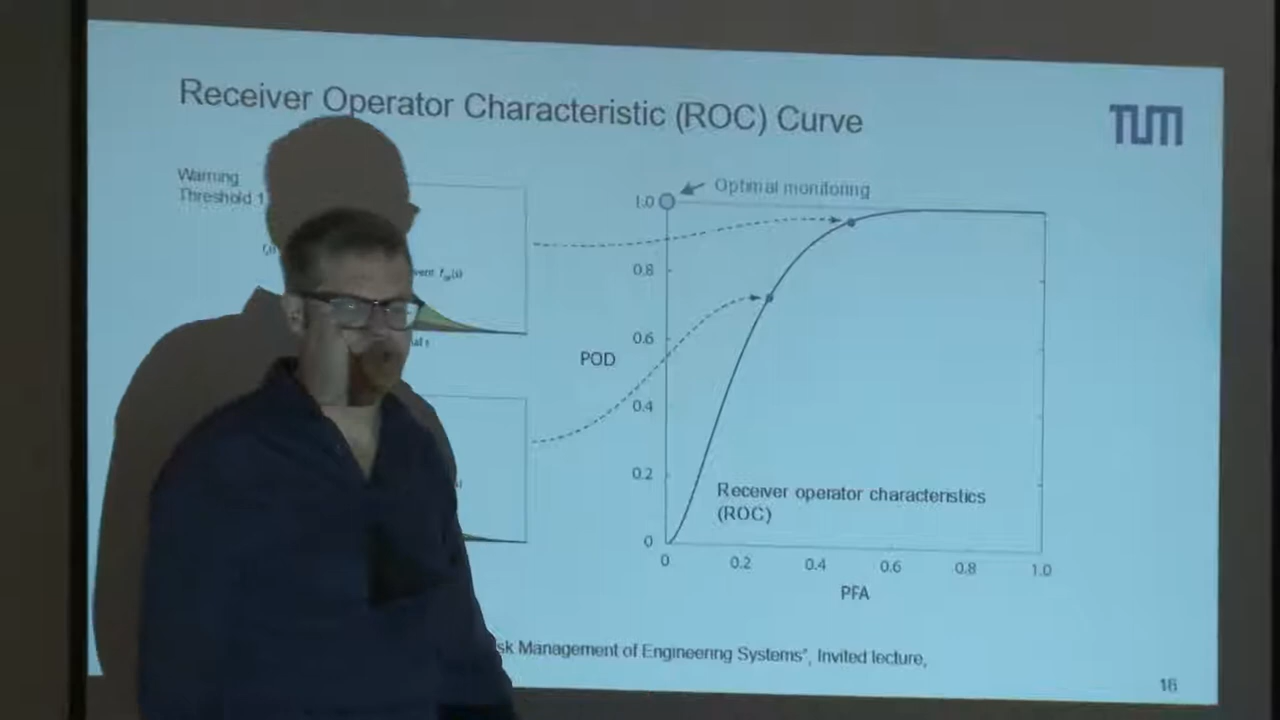 Receiver Operator Characteristic (ROC) Curve
TUM
Warning
Threshold 1
Optimal monitoring
1.0
0.8
0.6
POD
0.4
0.2
Receiver operator characteristics
(ROC)
0
0 0.2 0.4 0.6 0.8 1.0
PFA
Management of Engineering Systems", Invited lecture,
16